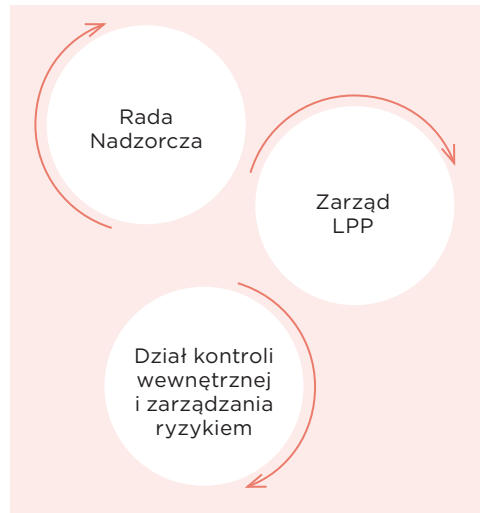 Rada
Nadzorcza
Zarząd
LPP
Dział kontroli
wewnętrznej
i zarządzania
ryzykiem